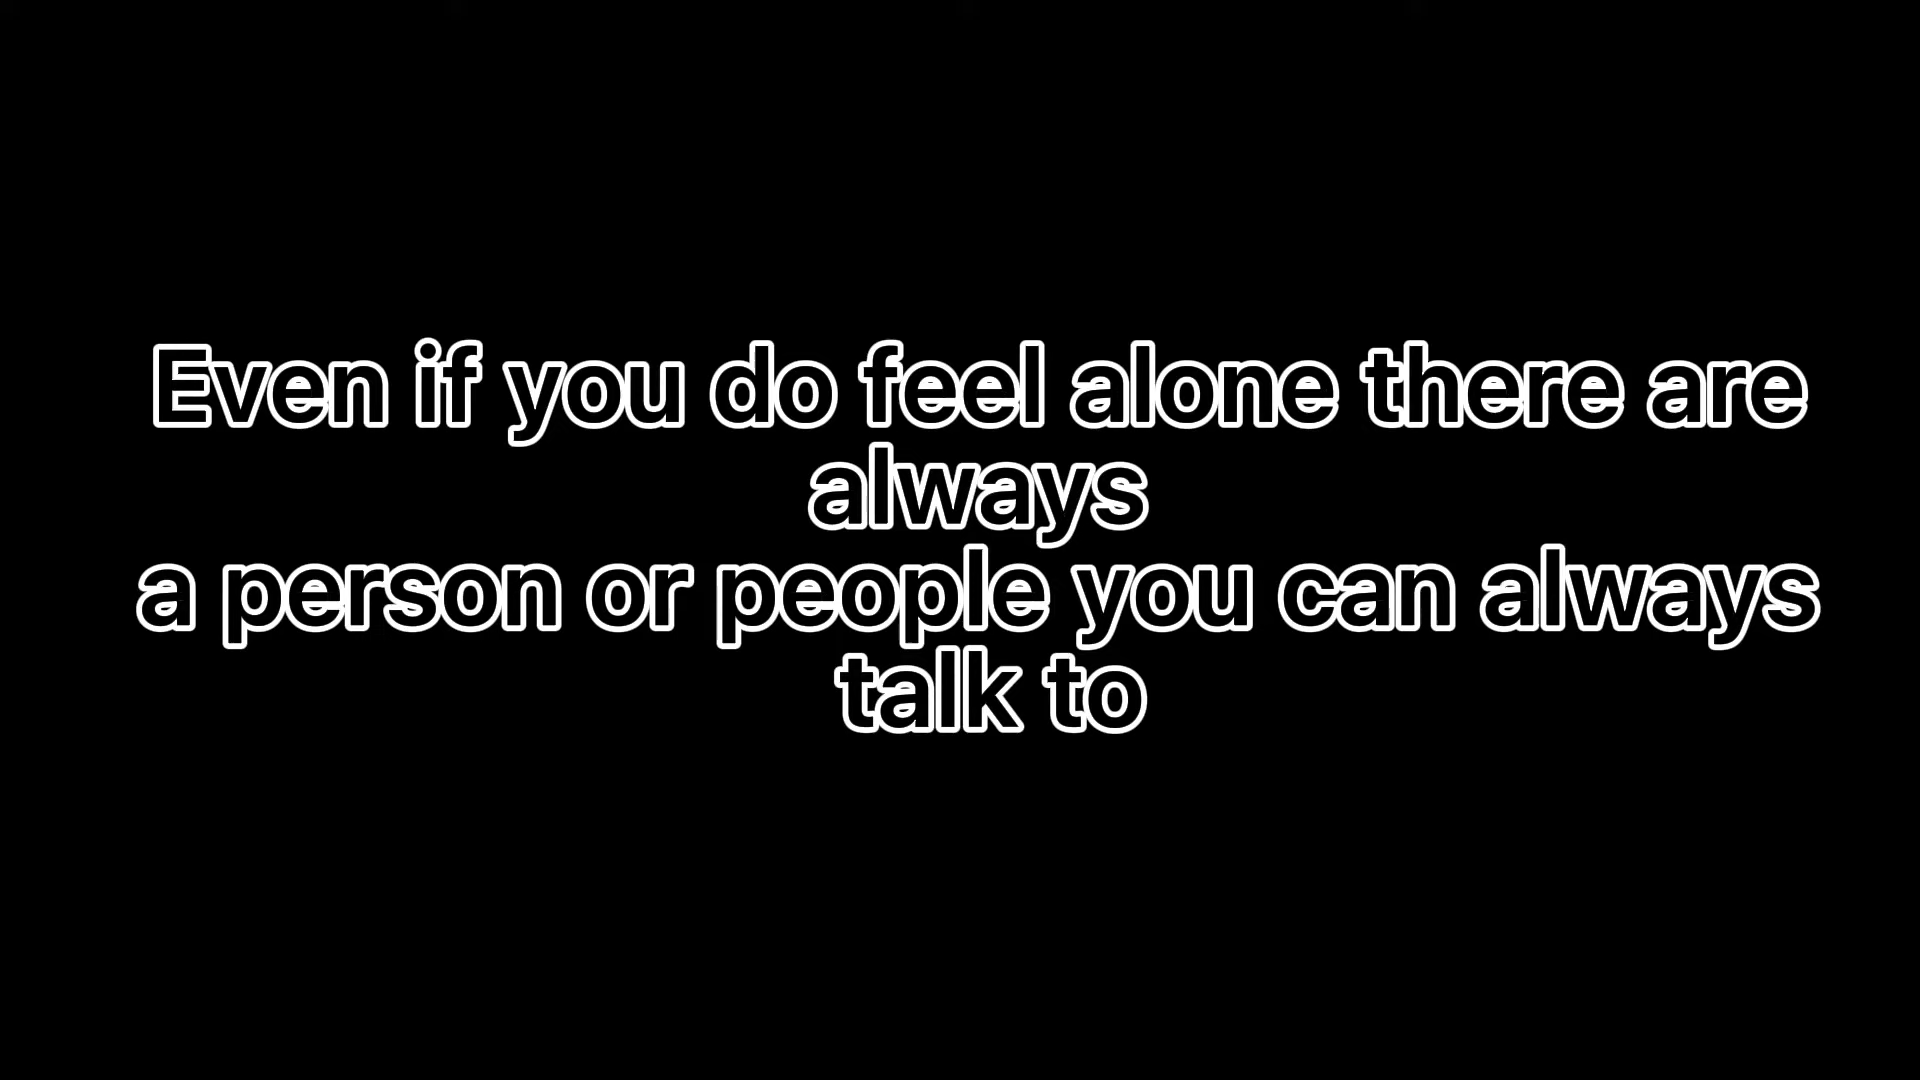 Even if you do feel alone there are
always
a person or people you can always
talk to